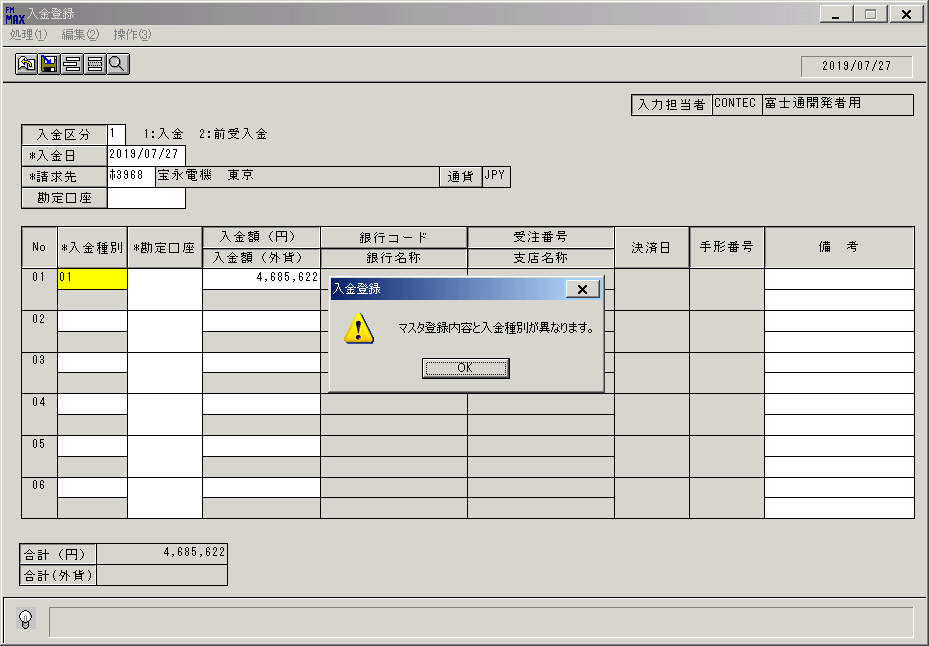 FM MAX 入金登録
処理(1) 編集(2) 操作(3)
2019/07/27
入力担当者 CONTEC 富士通開発者用
入金区分 1 1:入金 2:前受入金
*入金日 2019/07/27
*請求先 ﾎ3968 宝永電機 東京 通貨 JPY
勘定口座
No *入金種別 *勘定口座 入金額(円) 銀行コード 受注番号 決済日 手形番号 備 考
入金額(外貨) 銀行名称 支店名称
01 01 4,685,622
02
03
04
05
06
入金登録
マスタ登録内容と入金種別が異なります。
OK
合計(円) 4,685,622
合計(外貨)